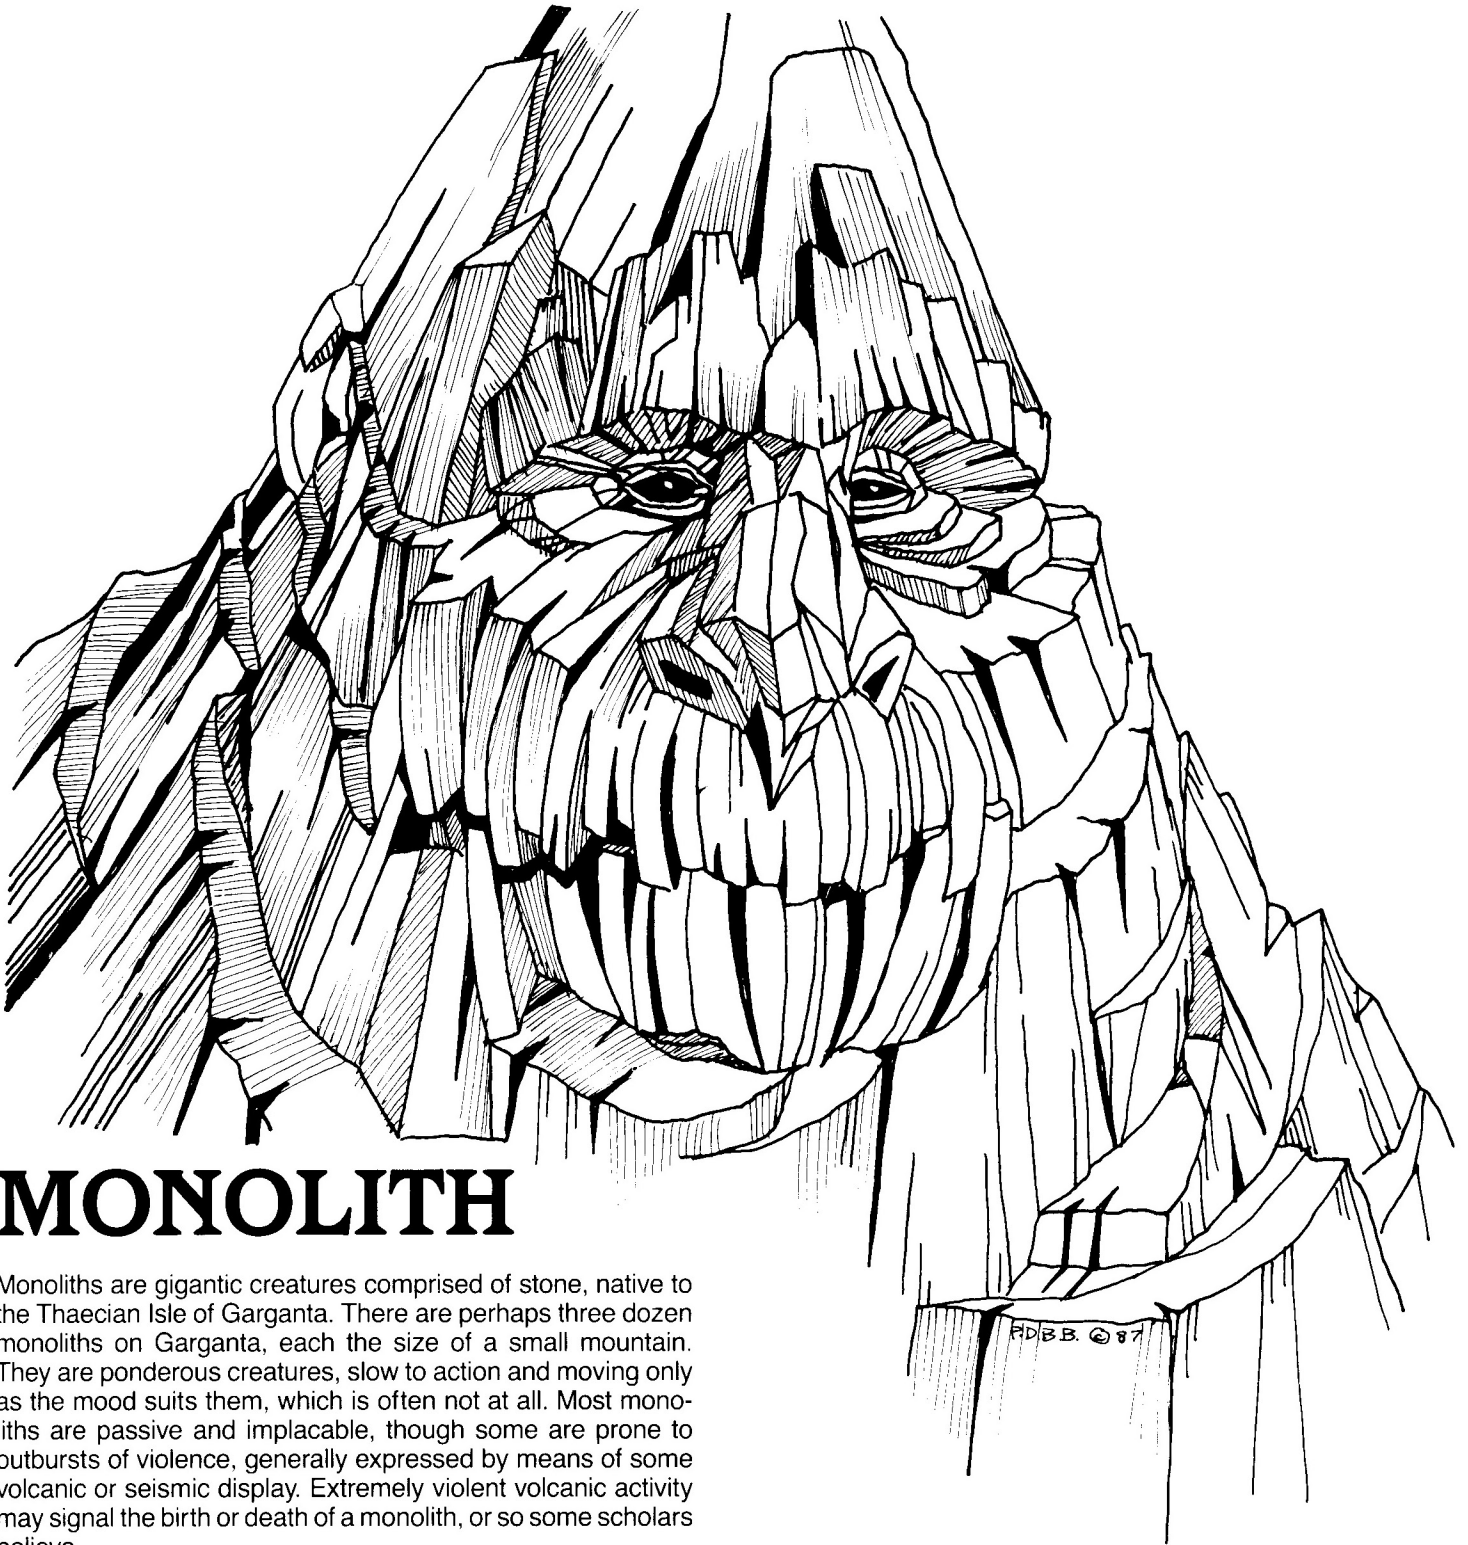 P.D.B.B. © 87
MONOLITH
Monoliths are gigantic creatures comprised of stone, native to
the Thaecian Isle of Garganta. There are perhaps three dozen
monoliths on Garganta, each the size of a small mountain.
They are ponderous creatures, slow to action and moving only
as the mood suits them, which is often not at all. Most mono-
liths are passive and implacable, though some are prone to
outbursts of violence, generally expressed by means of some
volcanic or seismic display. Extremely violent volcanic activity
may signal the birth or death of a monolith, or so some scholars